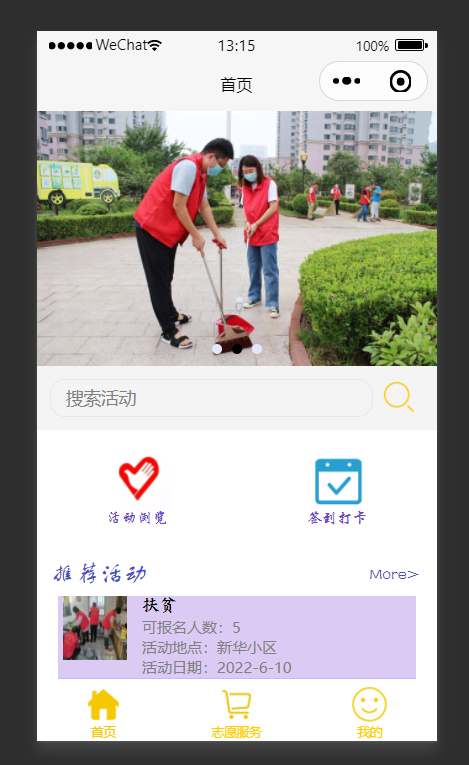 WeChat 13:15 100%
首页
搜索活动
活动浏览 签到打卡
推荐活动 More>
扶贫
可报名人数：5
活动地点：新华小区
活动日期：2022-6-10
首页 志愿服务 我的